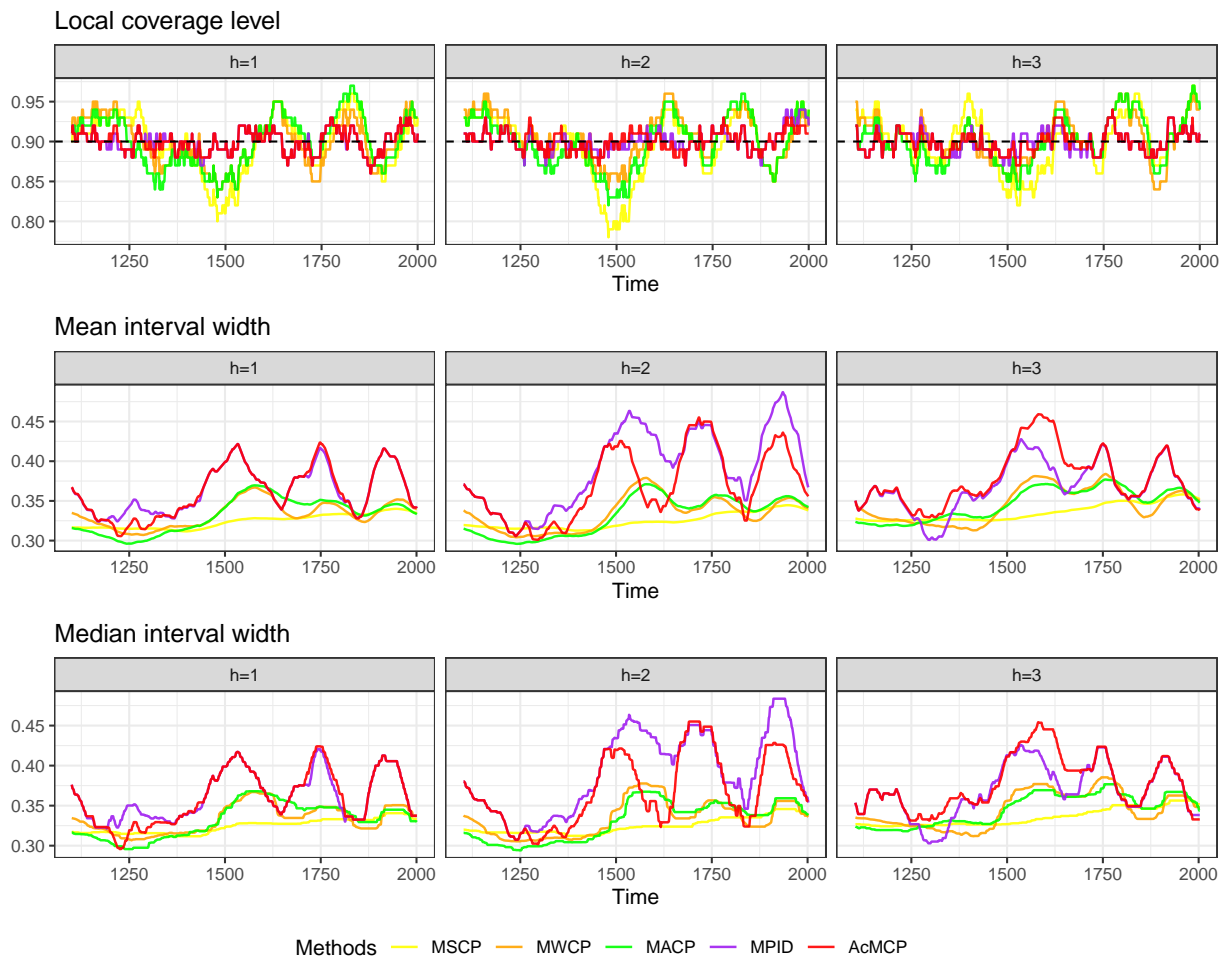 Local coverage level
h=1
h=2
h=3
0.95
0.90
0.85
0.80
1250 1500 1750 2000
1250 1500 1750 2000
1250 1500 1750 2000
Time
Mean interval width
h=1
h=2
h=3
0.45
0.40
0.35
0.30
1250 1500 1750 2000
1250 1500 1750 2000
1250 1500 1750 2000
Time
Median interval width
h=1
h=2
h=3
0.45
0.40
0.35
0.30
1250 1500 1750 2000
1250 1500 1750 2000
1250 1500 1750 2000
Time
Methods MSCP MWCP MACP MPID AcMCP